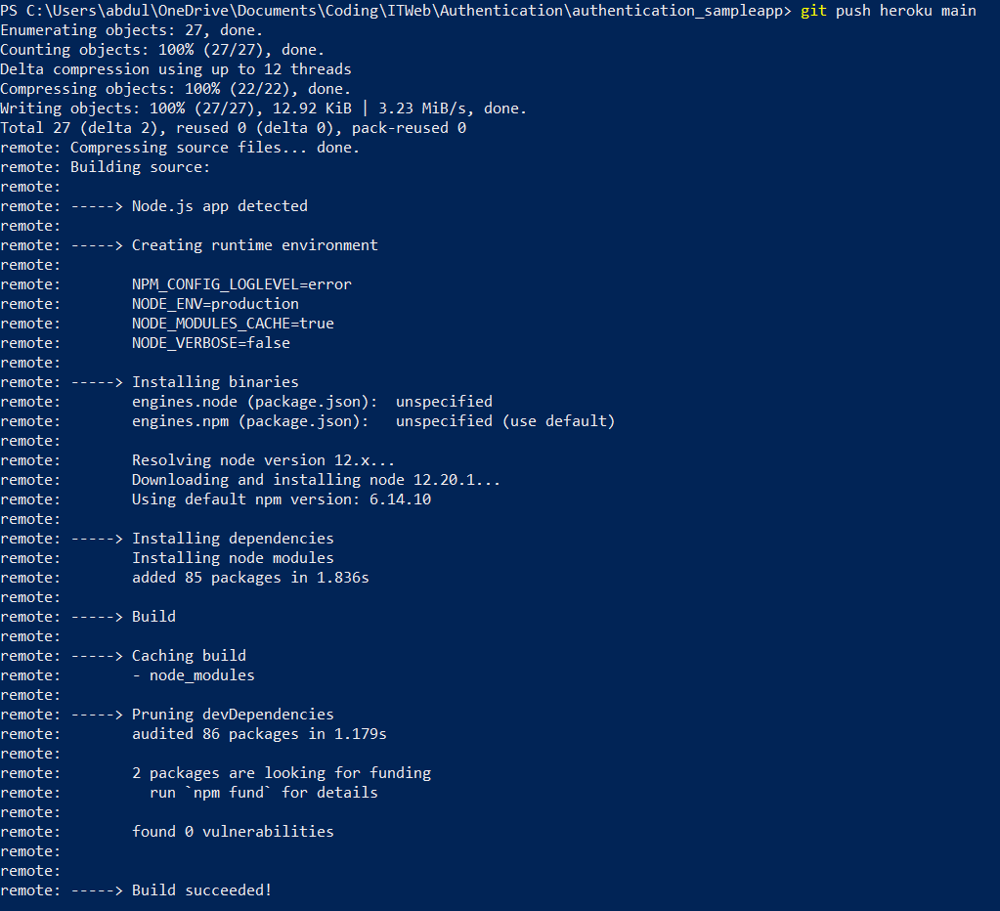 PS C:\Users\abdul\OneDrive\Documents\Coding\ITWeb\Authentication\authentication_sampleapp> git push heroku main
Enumerating objects: 27, done.
Counting objects: 100% (27/27), done.
Delta compression using up to 12 threads
Compressing objects: 100% (22/22), done.
Writing objects: 100% (27/27), 12.92 KiB | 3.23 MiB/s, done.
Total 27 (delta 2), reused 0 (delta 0), pack-reused 0
remote: Compressing source files... done.
remote: Building source:
remote:
remote: -----> Node.js app detected
remote:
remote: -----> Creating runtime environment
remote:
remote:        NPM_CONFIG_LOGLEVEL=error
remote:        NODE_ENV=production
remote:        NODE_MODULES_CACHE=true
remote:        NODE_VERBOSE=false
remote:
remote: -----> Installing binaries
remote:        engines.node (package.json):  unspecified
remote:        engines.npm (package.json):   unspecified (use default)
remote:
remote:        Resolving node version 12.x...
remote:        Downloading and installing node 12.20.1...
remote:        Using default npm version: 6.14.10
remote:
remote: -----> Installing dependencies
remote:        Installing node modules
remote:        added 85 packages in 1.836s
remote:
remote: -----> Build
remote:
remote: -----> Caching build
remote:        - node_modules
remote:
remote: -----> Pruning devDependencies
remote:        audited 86 packages in 1.179s
remote:
remote:        2 packages are looking for funding
remote:          run `npm fund` for details
remote:
remote:        found 0 vulnerabilities
remote:
remote:
remote: -----> Build succeeded!